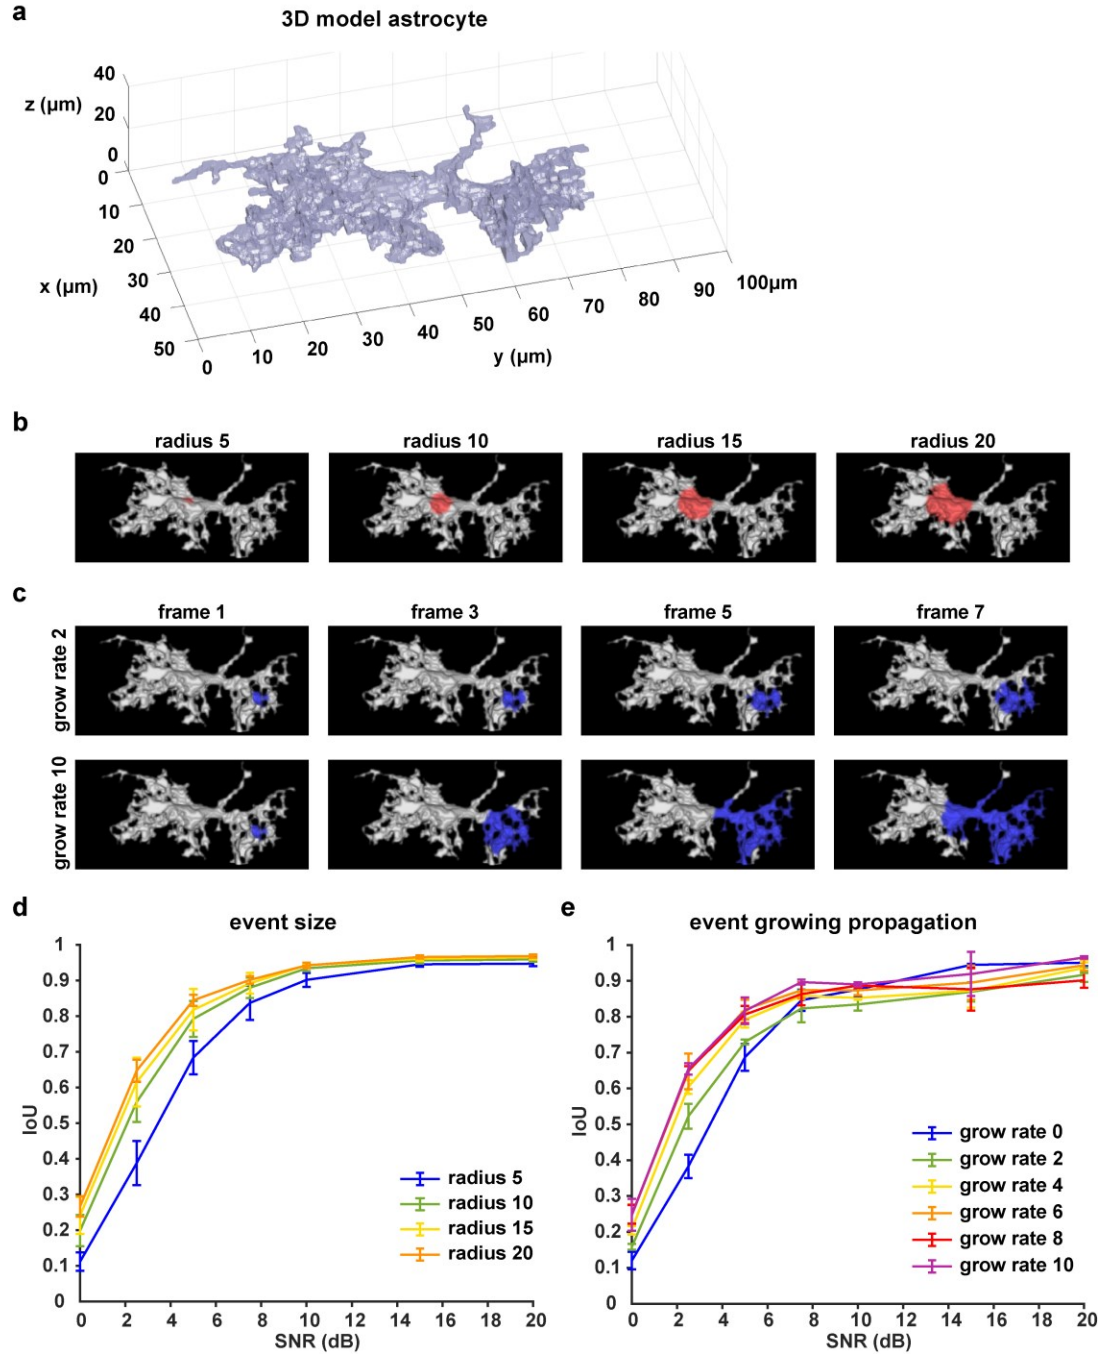 a
3D model astrocyte
z (µm)
40
20
0
0
10
20
30
40
50
x (µm)
0
10
20
30
40
50
60
70
80
90
100µm
y (µm)
b
radius 5
radius 10
radius 15
radius 20
c
frame 1
frame 3
frame 5
frame 7
grow rate 2
grow rate 10
d
event size
1
0.9
0.8
0.7
0.6
0.5
0.4
0.3
0.2
0.1
0
IoU
radius 5
radius 10
radius 15
radius 20
0 2 4 6 8 10 12 14 16 18 20
SNR (dB)
e
event growing propagation
1
0.9
0.8
0.7
0.6
0.5
0.4
0.3
0.2
0.1
0
IoU
grow rate 0
grow rate 2
grow rate 4
grow rate 6
grow rate 8
grow rate 10
0 2 4 6 8 10 12 14 16 18 20
SNR (dB)